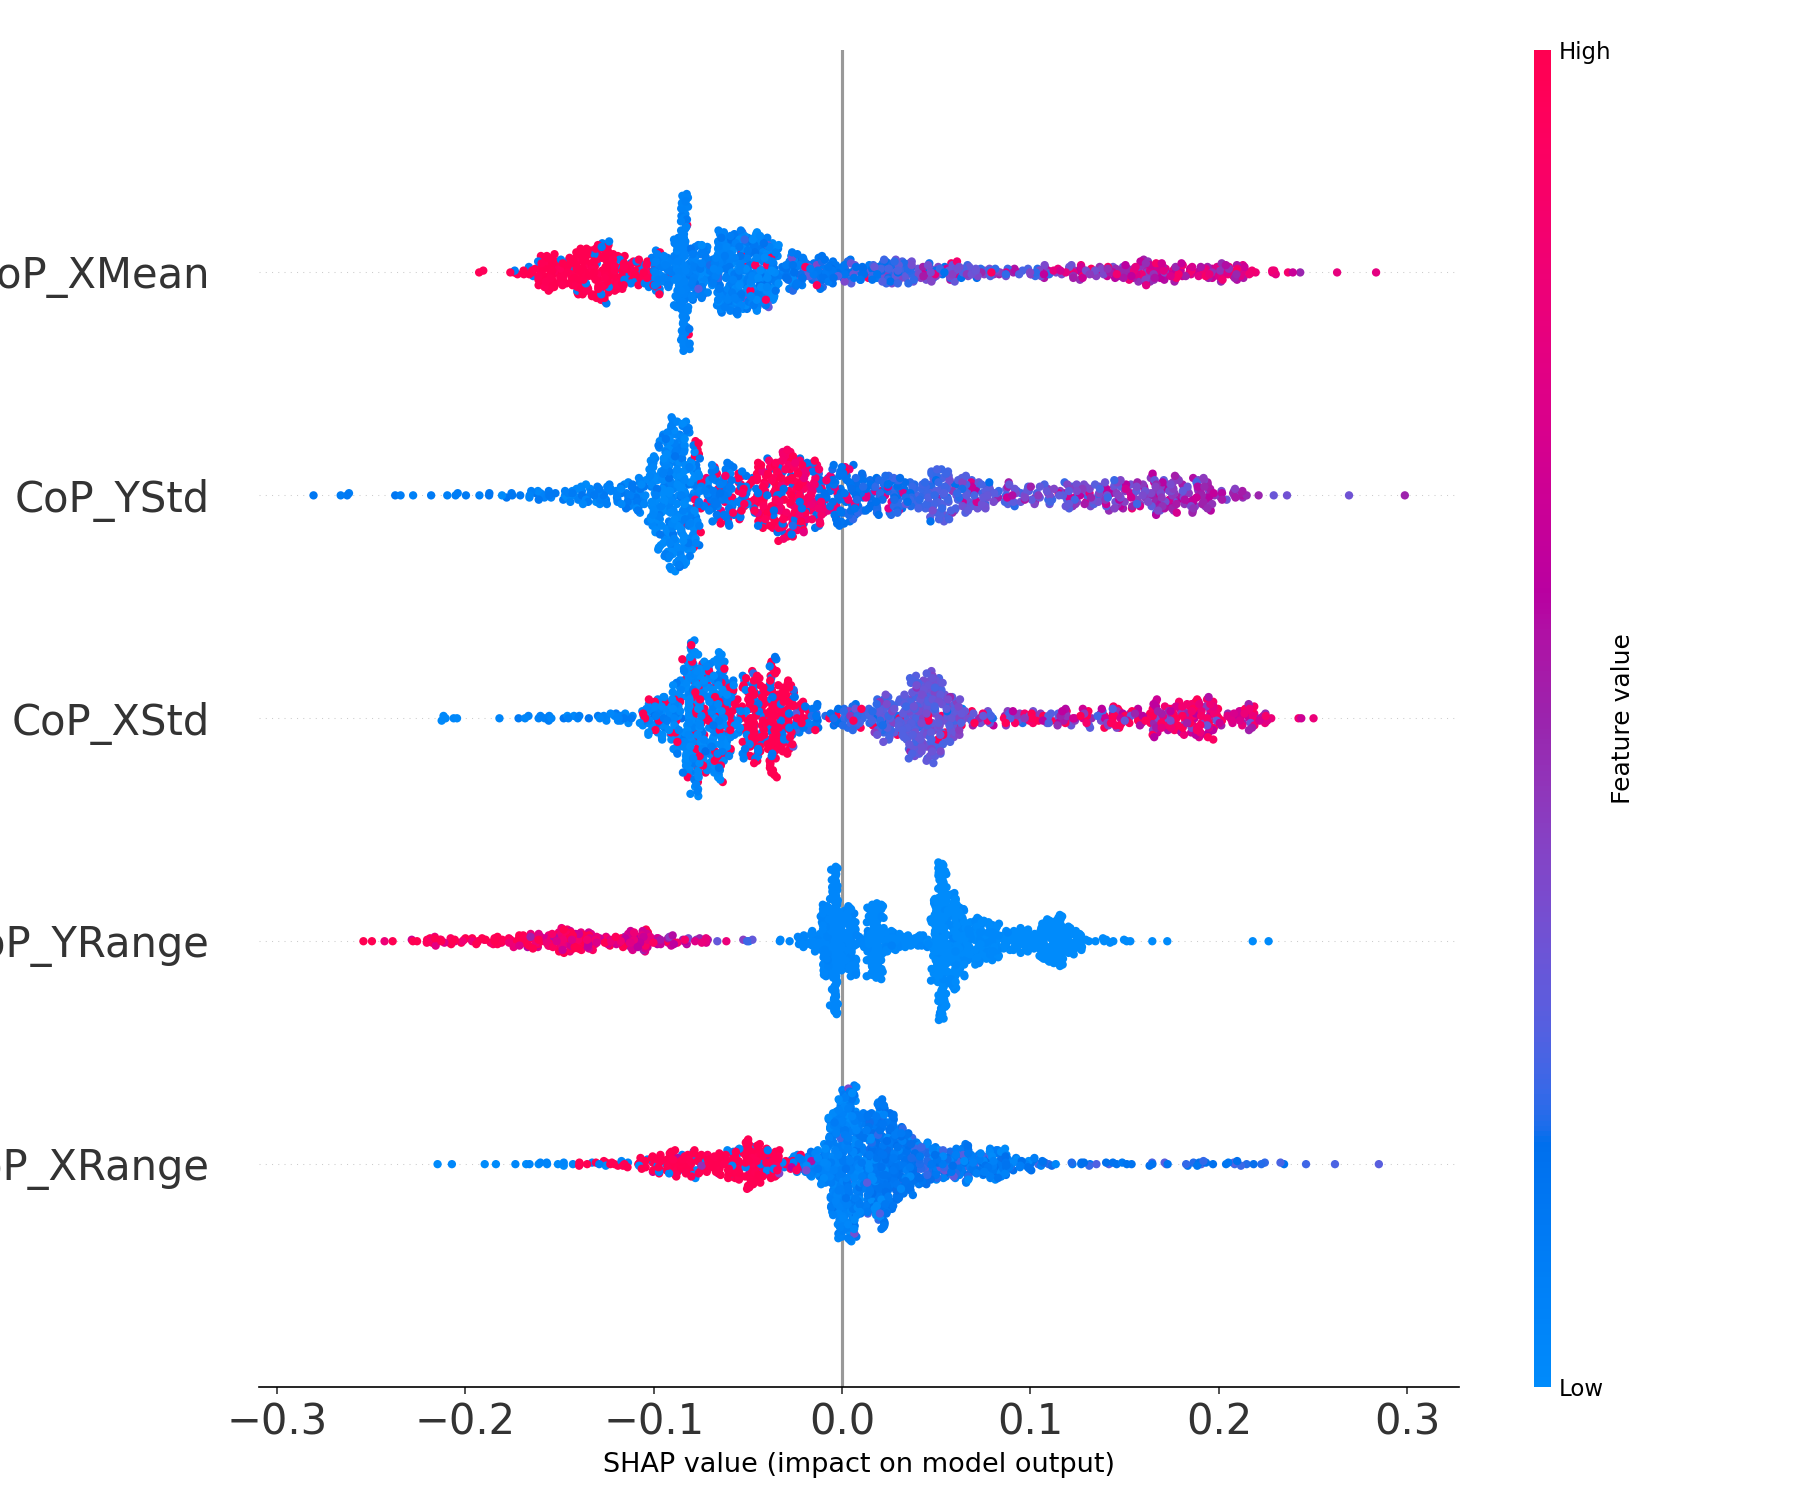 High
oP_XMean
CoP_YStd
CoP_XStd
oP_YRange
oP_XRange
Feature value
Low
−0.3 −0.2 −0.1 0.0 0.1 0.2 0.3
SHAP value (impact on model output)